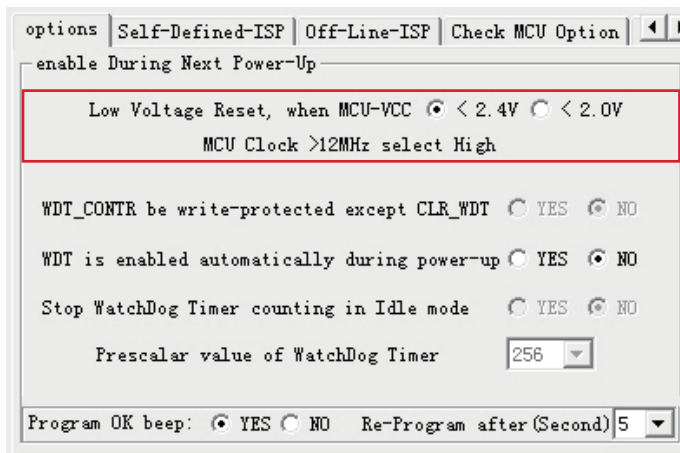 options Self-Defined-ISP Off-Line-ISP Check MCU Option
enable During Next Power-Up
Low Voltage Reset, when MCU-VCC < 2.4V < 2.0V
MCU Clock >12MHz select High
WDT_CONTR be write-protected except CLR_WDT YES NO
WDT is enabled automatically during power-up YES NO
Stop WatchDog Timer counting in Idle mode YES NO
Prescalar value of WatchDog Timer 256
Program OK beep: YES NO Re-Program after(Second) 5